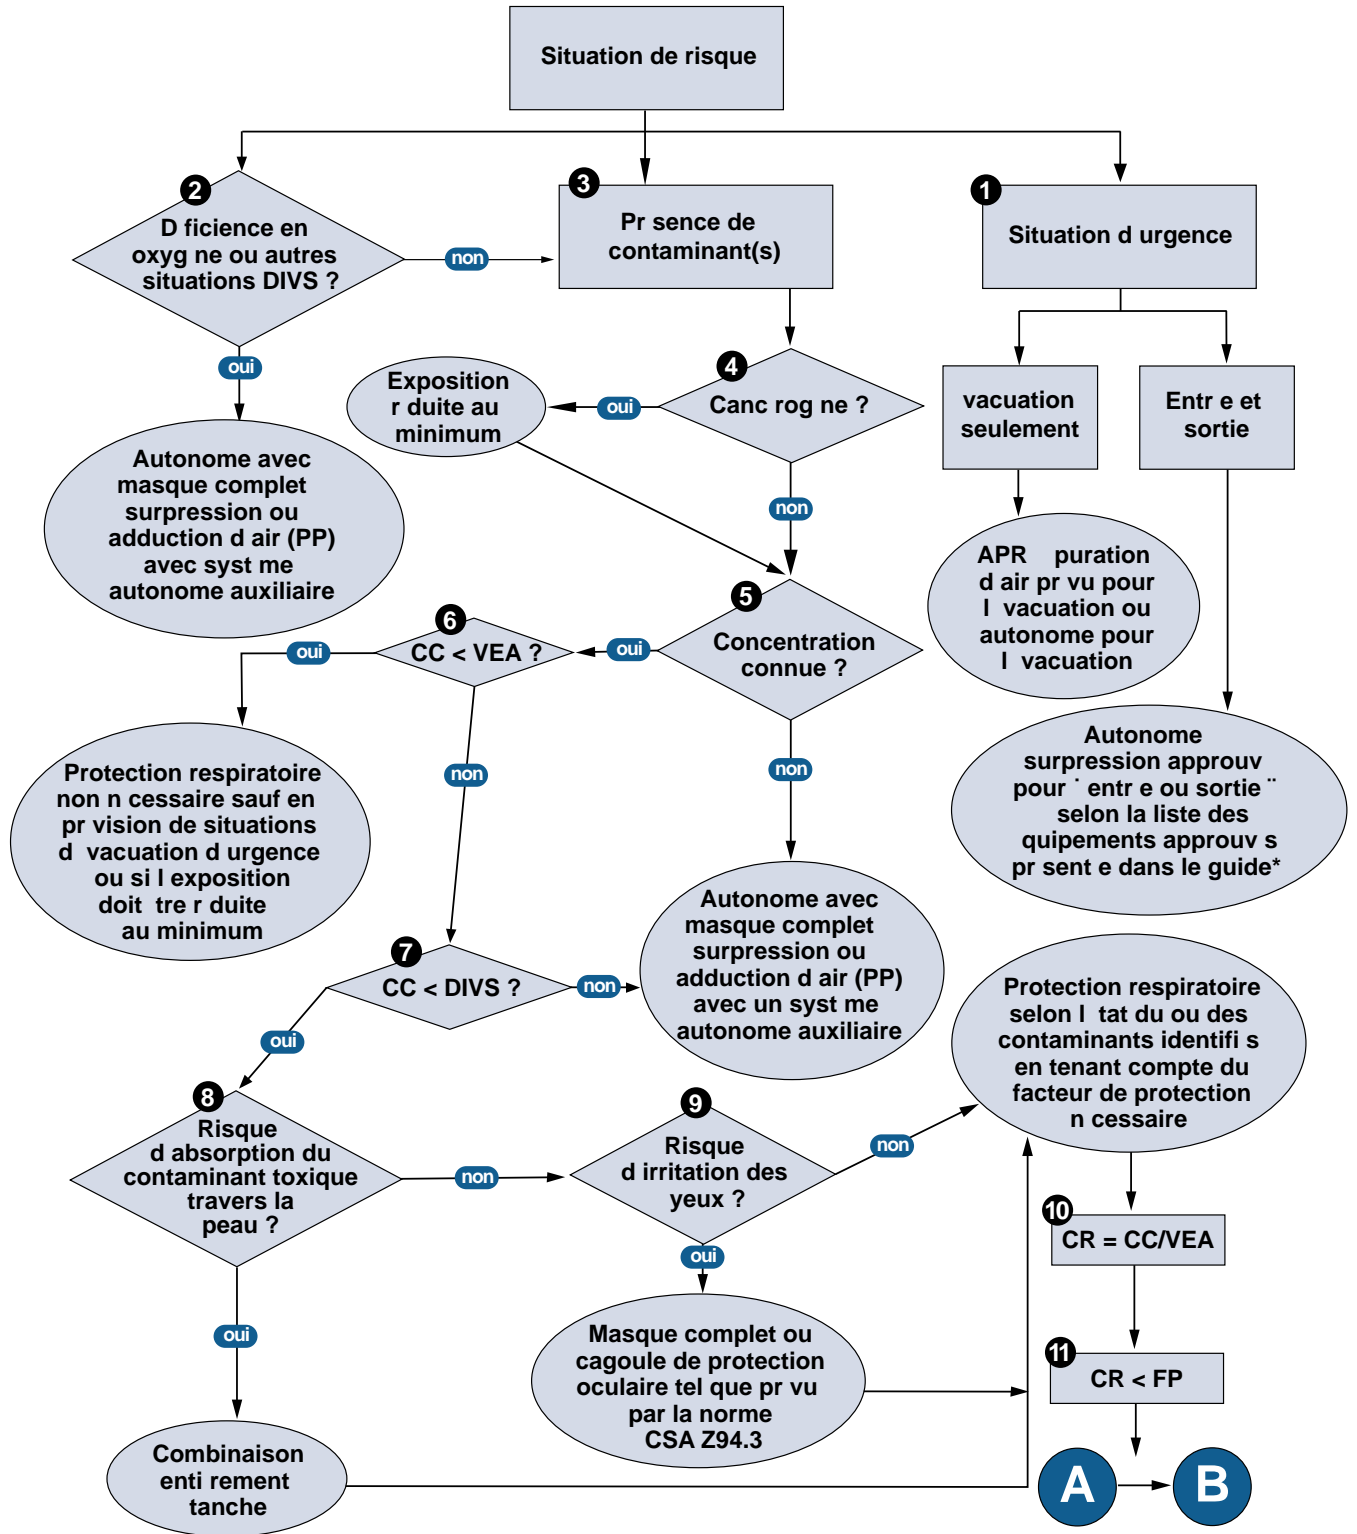 Situation de risque
2
D ficience en
oxyg ne ou autres
situations DIVS ?
non
3
Pr sence de
contaminant(s)
1
Situation d urgence
oui
4
Canc rog ne ?
oui
Exposition
r duite au
minimum
vacuation
seulement
Entr e et
sortie
Autonome avec
masque complet
surpression ou
adduction d air (PP)
avec syst me
autonome auxiliaire
non
APR puration
d air pr vu pour
l vacuation ou
autonome pour
l vacuation
5
Concentration
connue ?
oui
6
CC < VEA ?
oui
Protection respiratoire
non n cessaire sauf en
pr vision de situations
d vacuation d urgence
ou si l exposition
doit tre r duite
au minimum
non
non
Autonome
surpression approuv
pour ˙ entr e ou sortie ¨
selon la liste des
quipements approuv s
pr sent e dans le guide*
Autonome avec
masque complet
surpression ou
adduction d air (PP)
avec un syst me
autonome auxiliaire
7
CC < DIVS ?
non
oui
Protection respiratoire
selon l tat du ou des
contaminants identifi s
en tenant compte du
facteur de protection
n cessaire
8
Risque
d absorption du
contaminant toxique
travers la
peau ?
non
9
Risque
d irritation des
yeux ?
non
oui
oui
10
CR = CC/VEA
Masque complet ou
cagoule de protection
oculaire tel que pr vu
par la norme
CSA Z94.3
11
CR < FP
Combinaison
enti rement
tanche
A
B